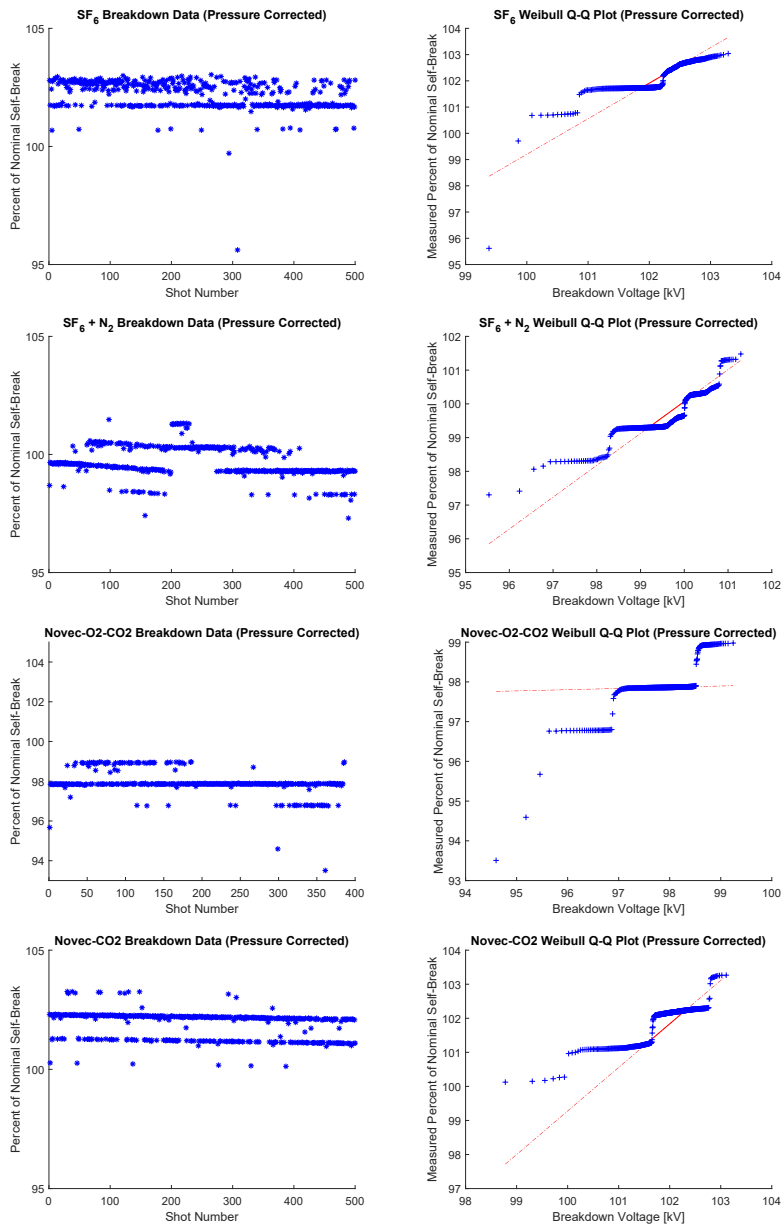 SF6 Breakdown Data (Pressure Corrected)
105
100
95
Percent of Nominal Self-Break
0 100 200 300 400 500
Shot Number
SF6 Weibull Q-Q Plot (Pressure Corrected)
104
103
102
101
100
99
98
97
96
95
Measured Percent of Nominal Self-Break
99 100 101 102 103 104
Breakdown Voltage [kV]
SF6 + N2 Breakdown Data (Pressure Corrected)
105
100
95
Percent of Nominal Self-Break
0 100 200 300 400 500
Shot Number
SF6 + N2 Weibull Q-Q Plot (Pressure Corrected)
102
101
100
99
98
97
96
95
Measured Percent of Nominal Self-Break
95 96 97 98 99 100 101 102
Breakdown Voltage [kV]
Novec-O2-CO2 Breakdown Data (Pressure Corrected)
104
102
100
98
96
94
Percent of Nominal Self-Break
0 50 100 150 200 250 300 350 400
Shot Number
Novec-O2-CO2 Weibull Q-Q Plot (Pressure Corrected)
99
98
97
96
95
94
93
Measured Percent of Nominal Self-Break
94 95 96 97 98 99 100
Breakdown Voltage [kV]
Novec-CO2 Breakdown Data (Pressure Corrected)
105
100
95
Percent of Nominal Self-Break
0 100 200 300 400 500
Shot Number
Novec-CO2 Weibull Q-Q Plot (Pressure Corrected)
104
103
102
101
100
99
98
97
Measured Percent of Nominal Self-Break
98 99 100 101 102 103 104
Breakdown Voltage [kV]